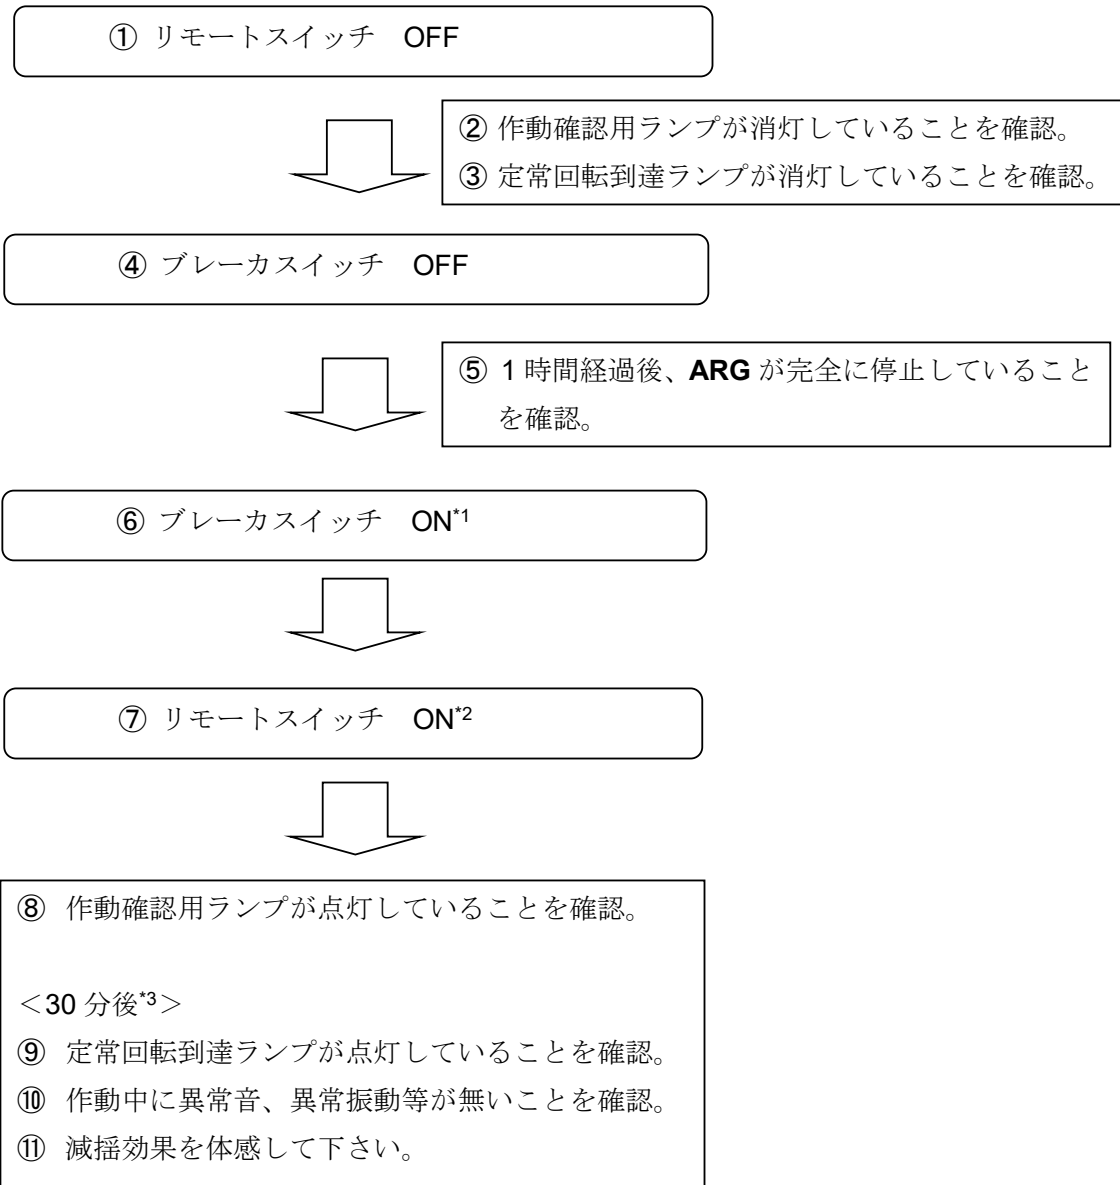 ① リモートスイッチ OFF
② 作動確認用ランプが消灯していることを確認。
③ 定常回転到達ランプが消灯していることを確認。
④ ブレーカスイッチ OFF
⑤ 1 時間経過後、ARG が完全に停止していること
を確認。
⑥ ブレーカスイッチ ON*1
⑦ リモートスイッチ ON*2
⑧ 作動確認用ランプが点灯していることを確認。
＜30 分後*3＞
⑨ 定常回転到達ランプが点灯していることを確認。
⑩ 作動中に異常音、異常振動等が無いことを確認。
⑪ 減揺効果を体感して下さい。